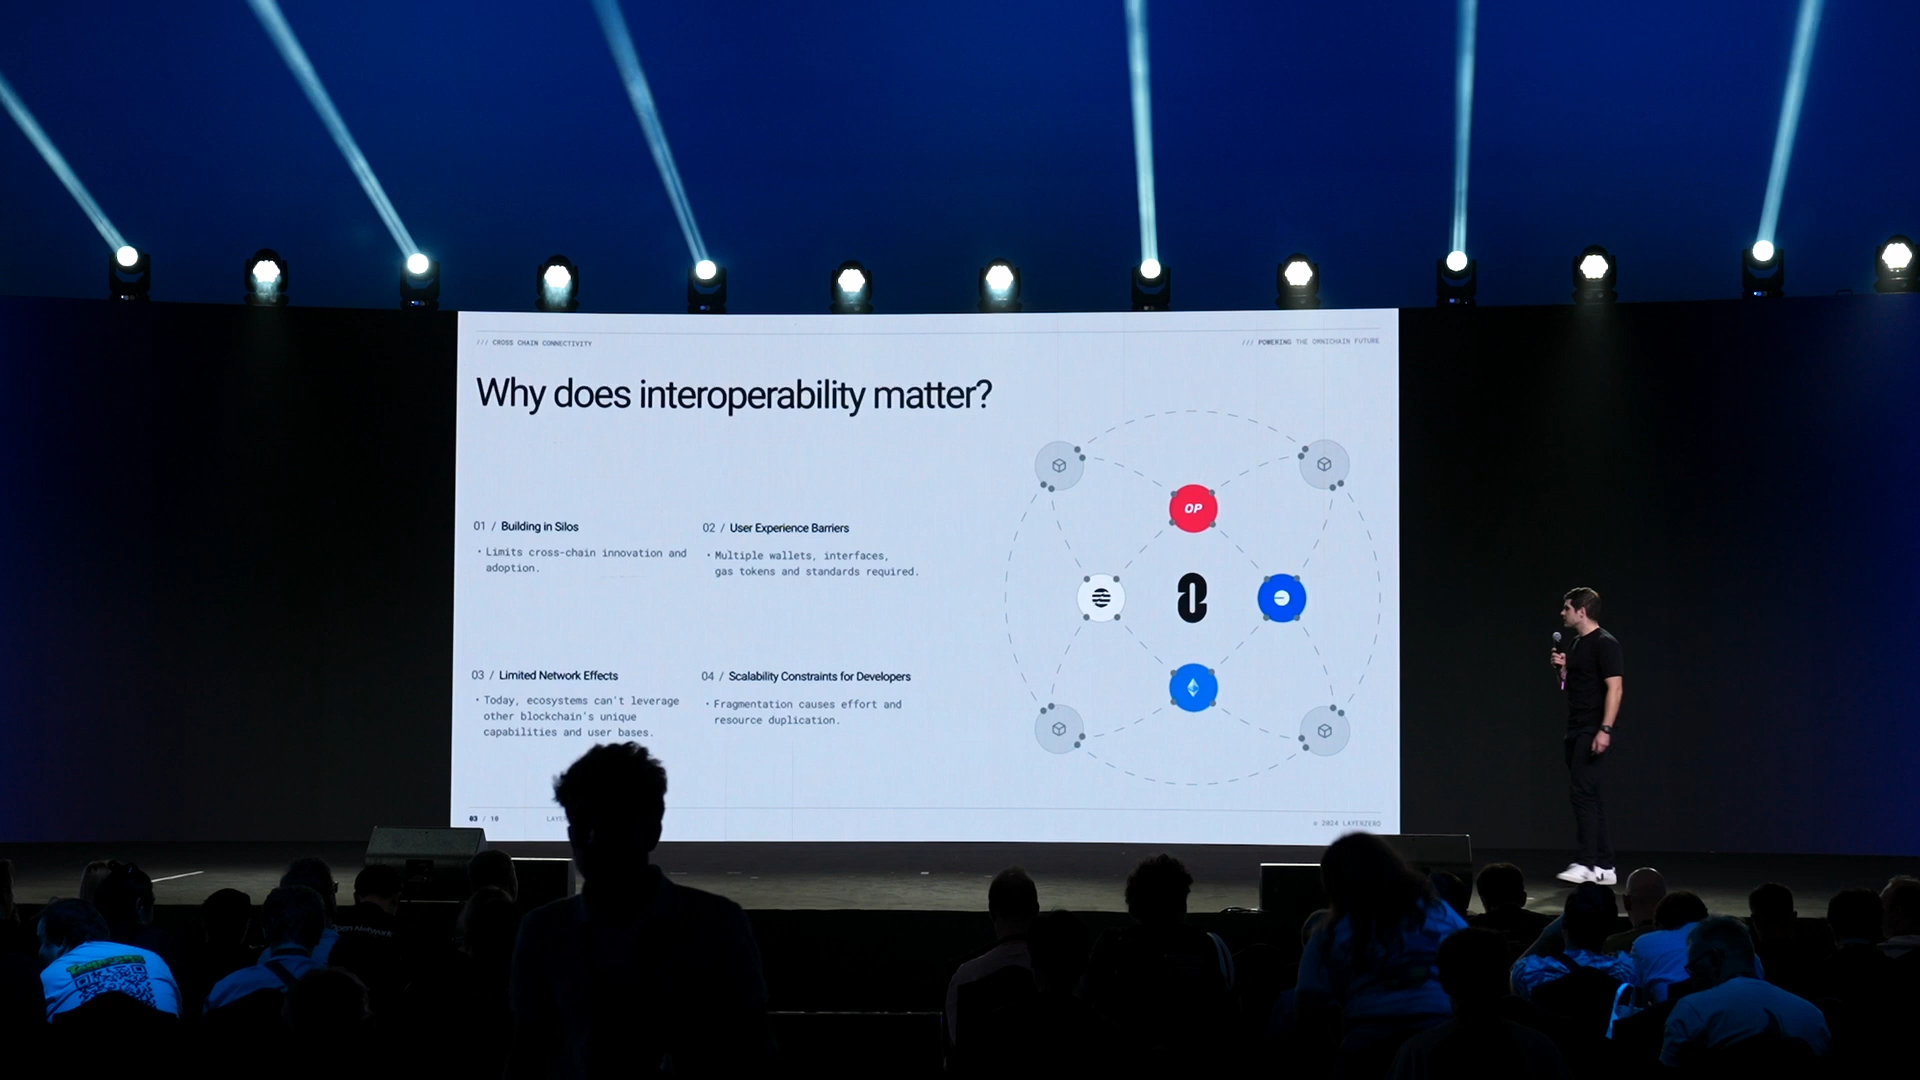 /// CROSS CHAIN CONNECTIVITY
/// POWERING THE OMNICHAIN FUTURE
Why does interoperability matter?
01 / Building in Silos
• Limits cross-chain innovation and
adoption.
02 / User Experience Barriers
• Multiple wallets, interfaces,
gas tokens and standards required.
03 / Limited Network Effects
• Today, ecosystems can't leverage
other blockchain's unique
capabilities and user bases.
04 / Scalability Constraints for Developers
• Fragmentation causes effort and
resource duplication.
OP
03 / 10
© 2024 LAYERZERO